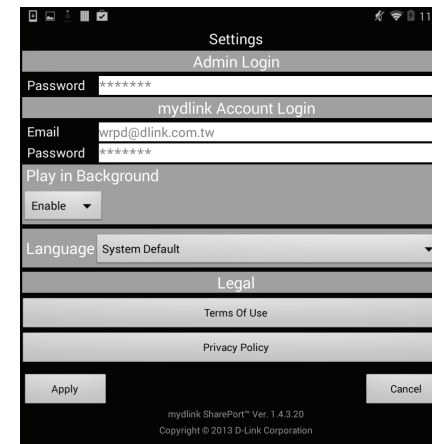 11
Settings
Admin Login
Password *******
mydlink Account Login
Email wrpd@dlink.com.tw
Password *******
Play in Background
Enable
Language System Default
Legal
Terms Of Use
Privacy Policy
Apply Cancel
mydlink SharePort™ Ver. 1.4.3.20
Copyright © 2013 D-Link Corporation